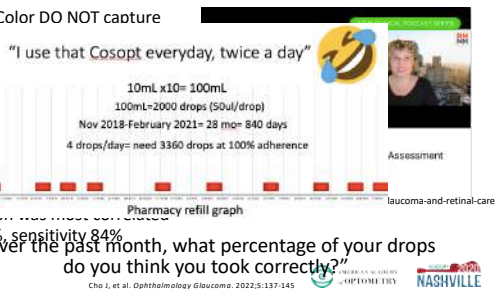 Color DO NOT capture
"I use that Cosopt everyday, twice a day"
10mL x10= 100mL
100mL=2000 drops (50ul/drop)
Nov 2018-February 2021= 28 mo= 840 days
4 drops/day= need 3360 drops at 100% adherence
Assessment
laucoma-and-retinal-care
Pharmacy refill graph
was most correlated
, sensitivity 84%
ver the past month, what percentage of your drops
do you think you took correctly?"
Cho J, et al. Ophthalmology Glaucoma. 2022;5:137-145
AMERICAN ACADEMY
of OPTOMETRY
2020
NASHVILLE